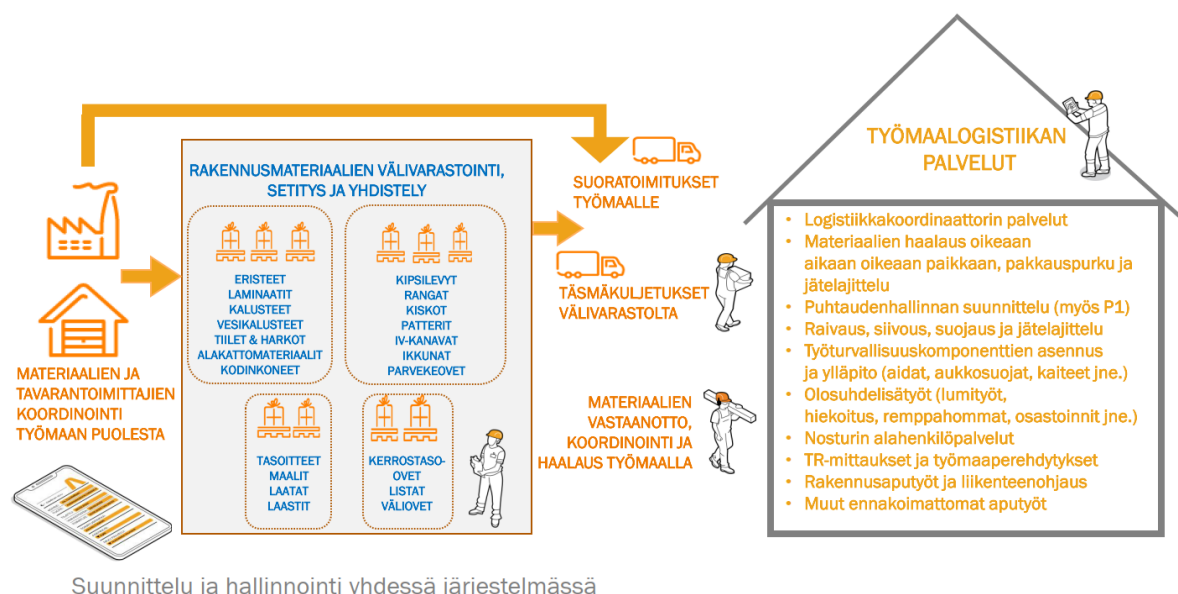 MATERIAALIEN JA
TAVARANTOIMITTAJIEN
KOORDINOINTI
TYÖMAAN PUOLESTA
RAKENNUSMATERIAALIEN VÄLIVARASTOINTI,
SETITYS JA YHDISTELY
ERISTEET
LAMINAATIT
KALUSTEET
VESIKALUSTEET
TIILET & HARKOT
ALAKATTOMATERIAALIT
KODINKONEET
KIPSILEVYT
RANGAT
KISKOT
PATTERIT
IV-KANAVAT
IKKUNAT
PARVEKEOVET
TASOITTEET
MAALIT
LAATAT
LAASTIT
KERROSTASO-
OVET
LISTAT
VÄLIOVET
SUORATOIMITUKSET
TYÖMAALLE
TÄSMÄKULJETUKSET
VÄLIVARASTOLTA
MATERIAALIEN
VASTAANOTTO,
KOORDINOINTI JA
HAALAUS TYÖMAALLA
TYÖMAALOGISTIIKAN
PALVELUT
• Logistiikkakoordinaattorin palvelut
• Materiaalien haalaus oikeaan
aikaan oikeaan paikkaan, pakkauspurku ja
jätelajittelu
• Puhtaudenhallinnan suunnittelu (myös P1)
• Raivaus, siivous, suojaus ja jätelajittelu
• Työturvallisuuskomponenttien asennus
ja ylläpito (aidat, aukkosuojat, kaiteet jne.)
• Olosuhdelisätyöt (lumityöt,
hiekoitus, remppahommat, osastoinnit jne.)
• Nosturin alahenkilöpalvelut
• TR-mittaukset ja työmaaperehdytykset
• Rakennusaputyöt ja liikenteenohjaus
• Muut ennakoimattomat aputyöt
Suunnittelu ja hallinnointi yhdessä järjestelmässä